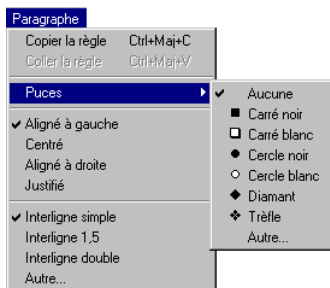 Paragraphe
Copier la règle Ctrl+Maj+C
Coller la règle Ctrl+Maj+V
Puces
Aligné à gauche
Centré
Aligné à droite
Justifié
Interligne simple
Interligne 1,5
Interligne double
Autre...
Aucune
Carré noir
Carré blanc
Cercle noir
Cercle blanc
Diamant
Trèfle
Autre...